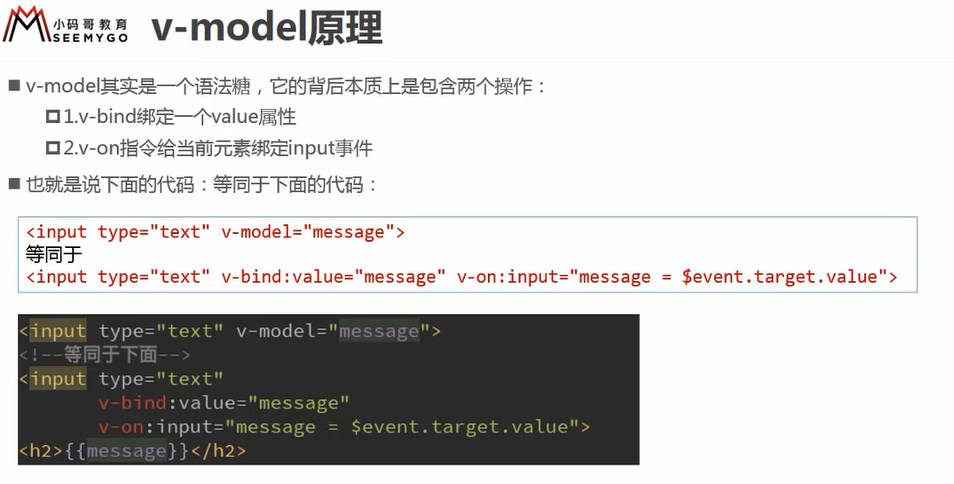 小码哥教育
SEEMYGO
v-model原理
v-model其实是一个语法糖，它的背后本质上是包含两个操作：
1.v-bind绑定一个value属性
2.v-on指令给当前元素绑定input事件
也就是说下面的代码：等同于下面的代码：
<input type="text" v-model="message">
等同于
<input type="text" v-bind:value="message" v-on:input="message = $event.target.value">
<input type="text" v-model="message">
<!--等同于下面-->
<input type="text"
v-bind:value="message"
v-on:input="message = $event.target.value">
<h2>{{message}}</h2>